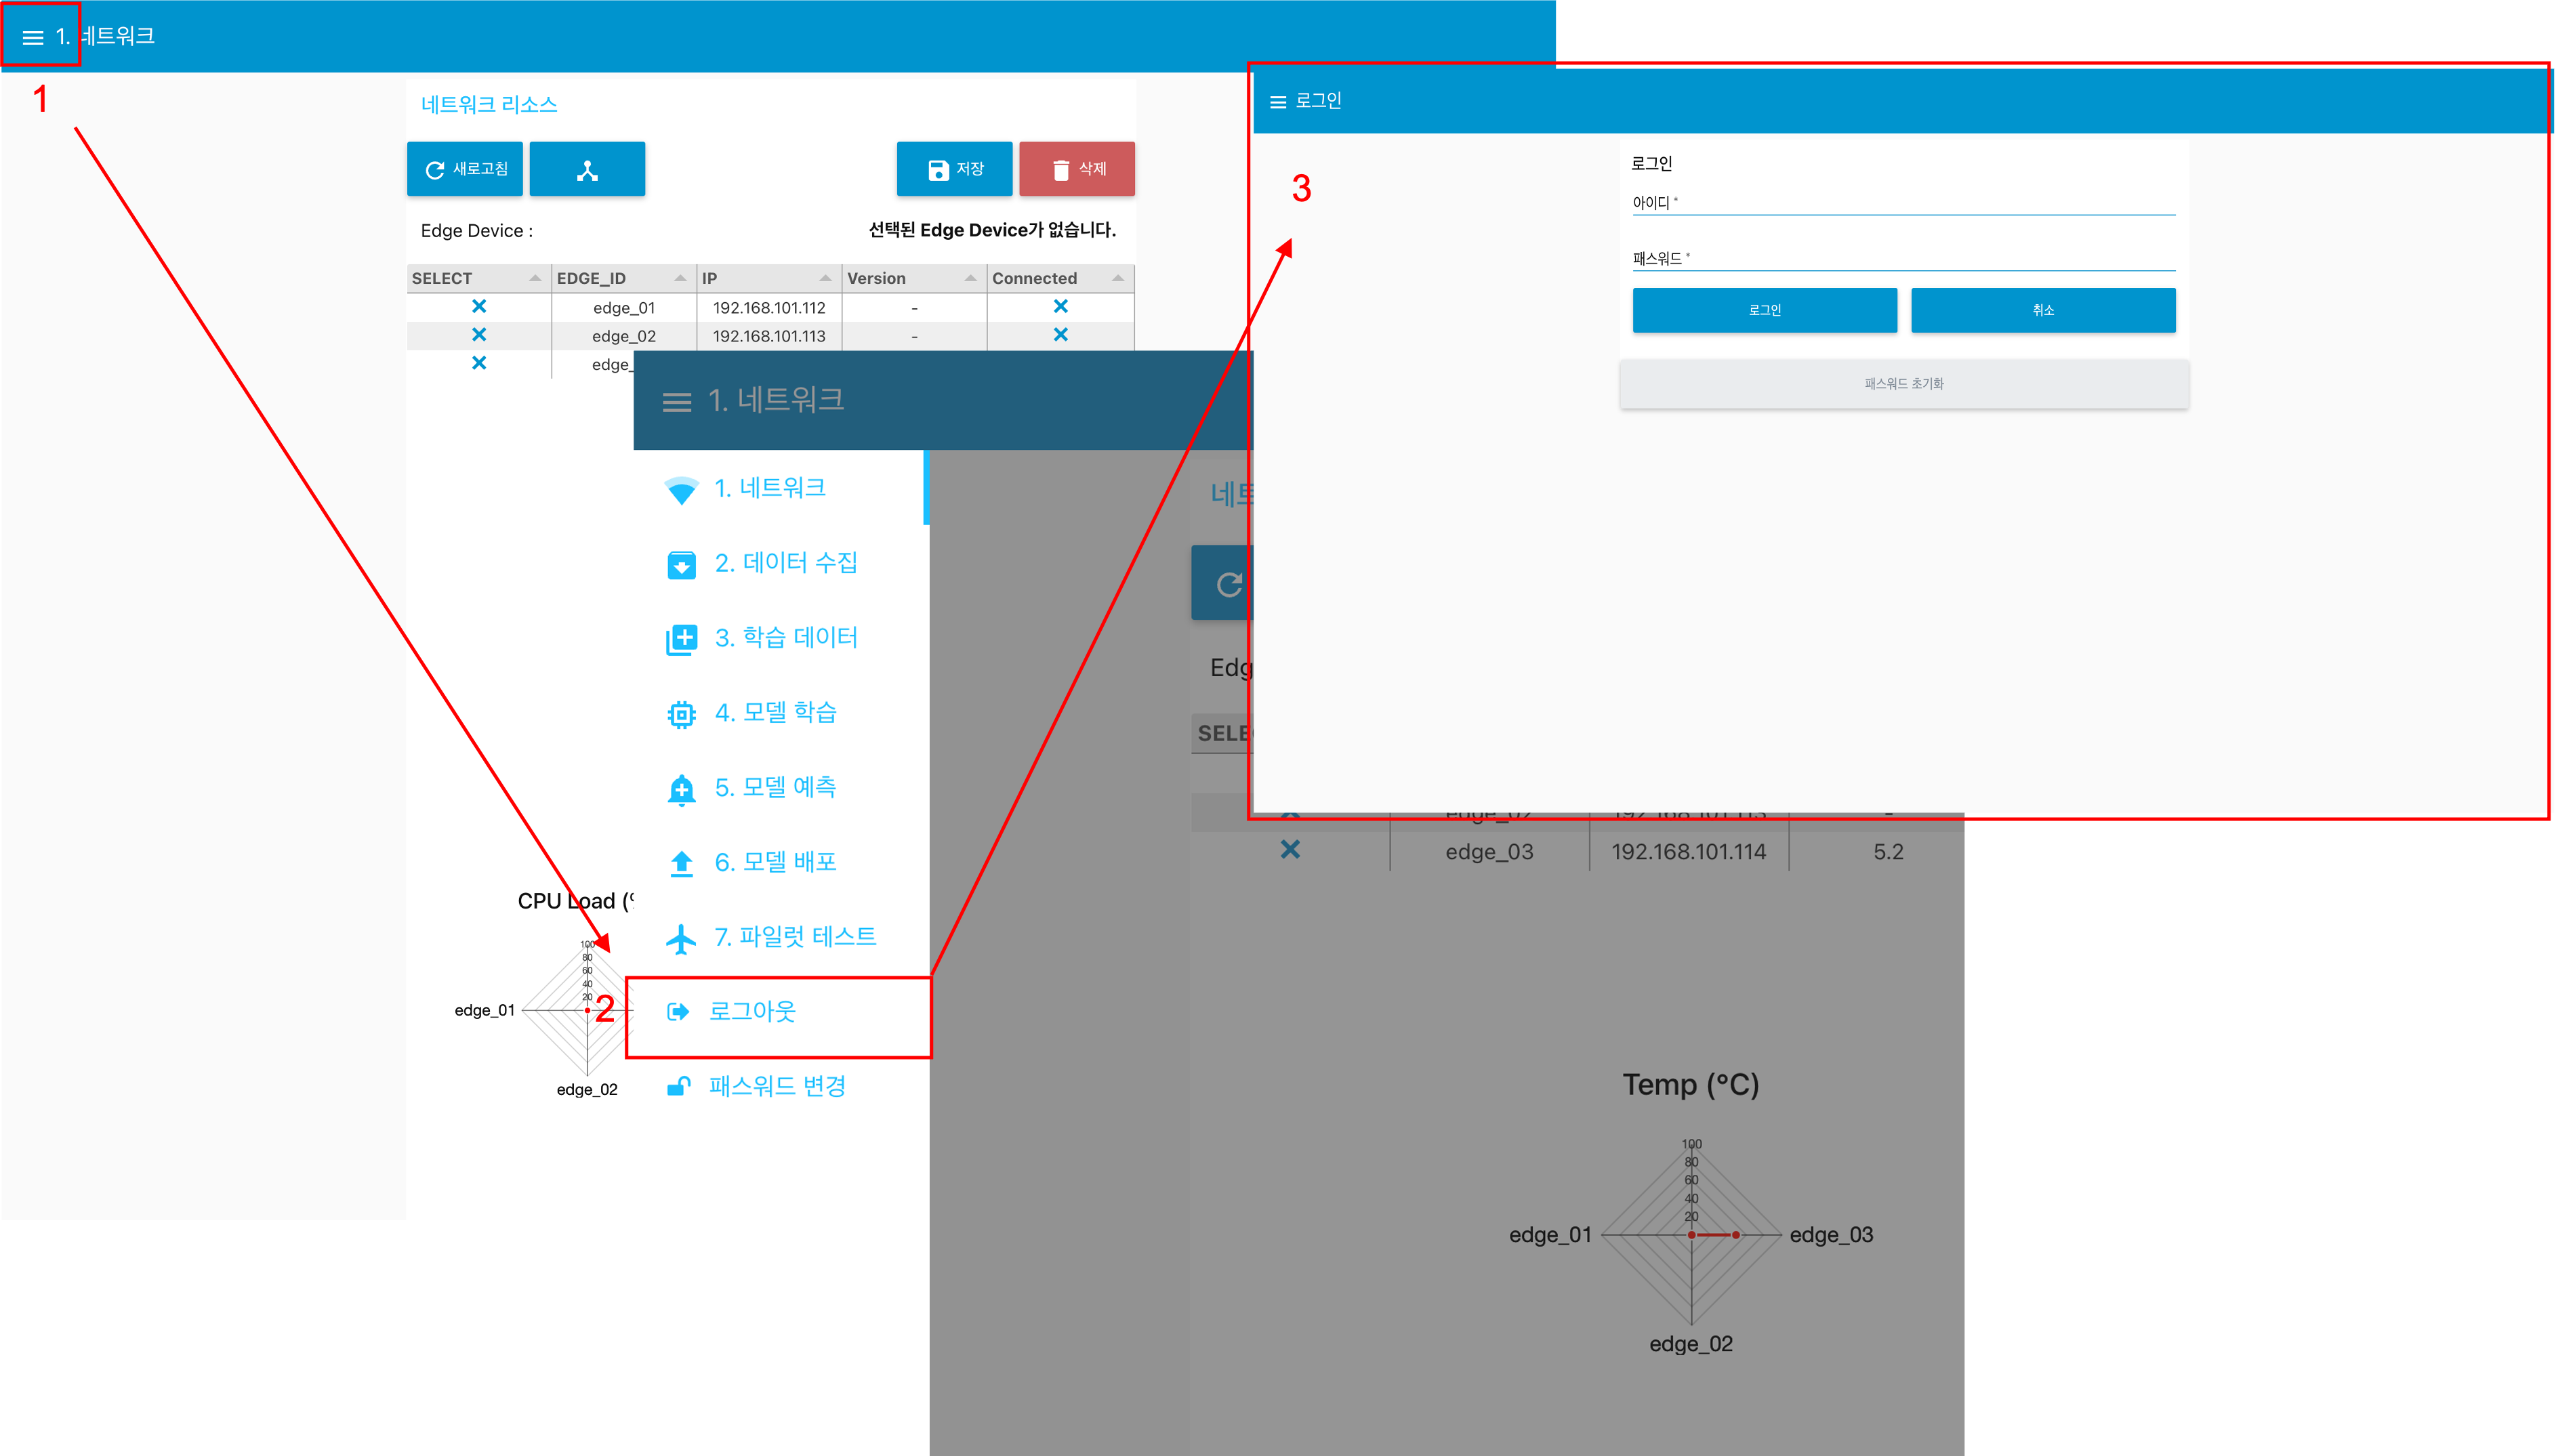 1. 네트워크
1
네트워크 리소스
새로고침
저장
삭제
Edge Device :
선택된 Edge Device가 없습니다.
SELECT EDGE_ID IP Version Connected
edge_01 192.168.101.112 -
edge_02 192.168.101.113 -
edge_
CPU Load (
100
80
60
40
20
edge_01
edge_02
1. 네트워크
1. 네트워크
2. 데이터 수집
3. 학습 데이터
4. 모델 학습
5. 모델 예측
6. 모델 배포
7. 파일럿 테스트
2
로그아웃
패스워드 변경
네트
Edg
SELE
edge_02 192.168.101.113 -
edge_03 192.168.101.114 5.2
Temp (°C)
100
80
60
40
20
edge_01
edge_03
edge_02
로그인
3
로그인
아이디 *
패스워드 *
로그인
취소
패스워드 초기화